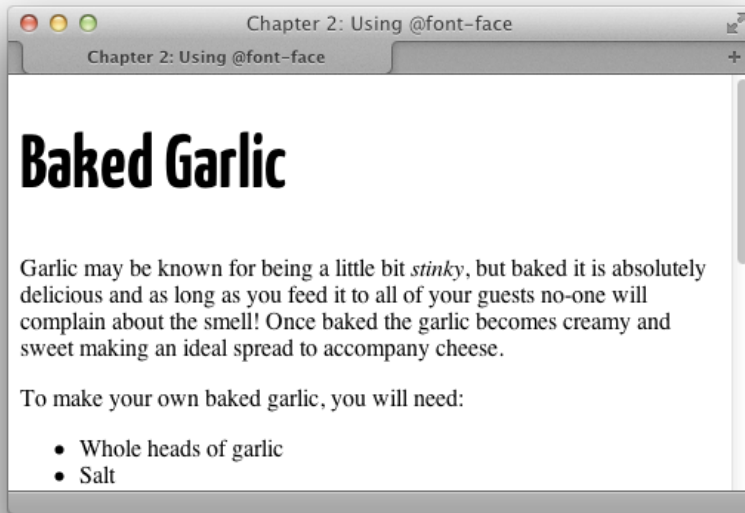 Chapter 2: Using @font-face
Chapter 2: Using @font-face
Baked Garlic
Garlic may be known for being a little bit stinky, but baked it is absolutely
delicious and as long as you feed it to all of your guests no-one will
complain about the smell! Once baked the garlic becomes creamy and
sweet making an ideal spread to accompany cheese.
To make your own baked garlic, you will need:
• Whole heads of garlic
• Salt